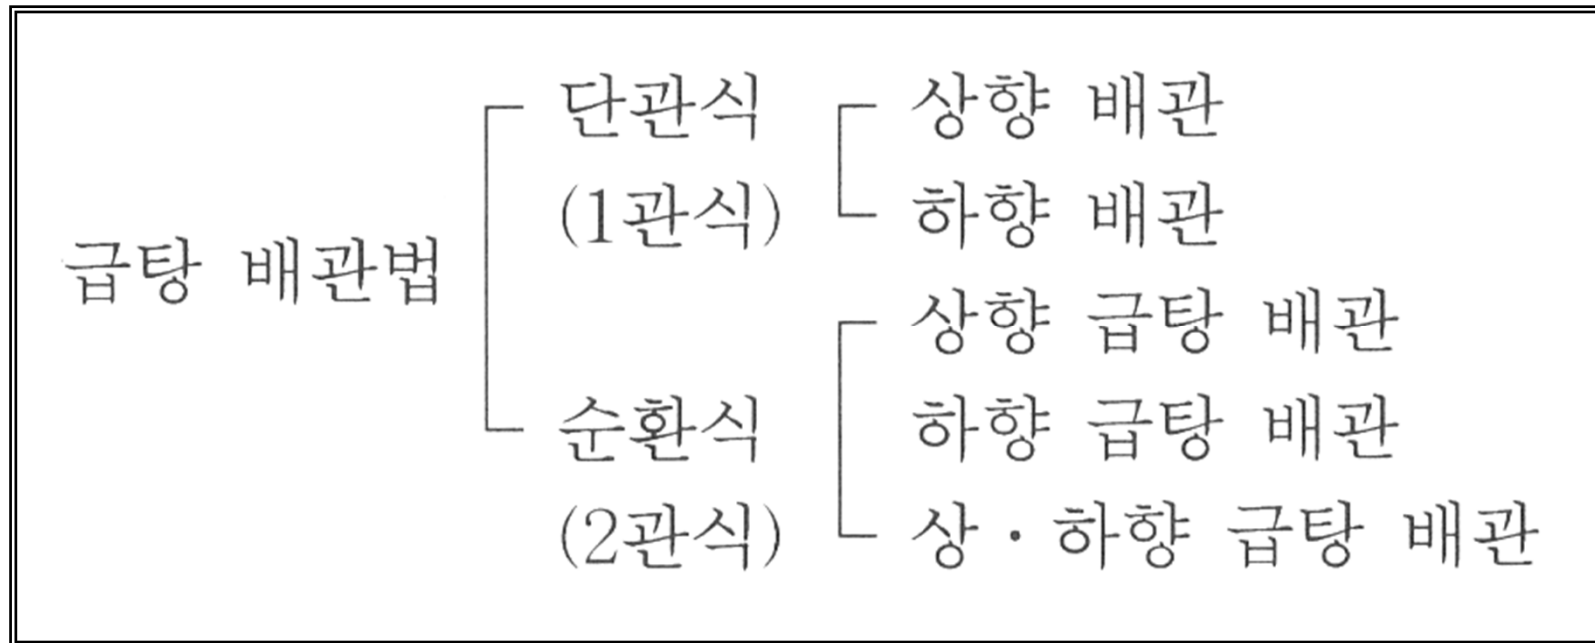 단관식 상향 배관
(1관식) 하향 배관
급탕 배관법
상향 급탕 배관
순환식 하향 급탕 배관
(2관식) 상·하향 급탕 배관